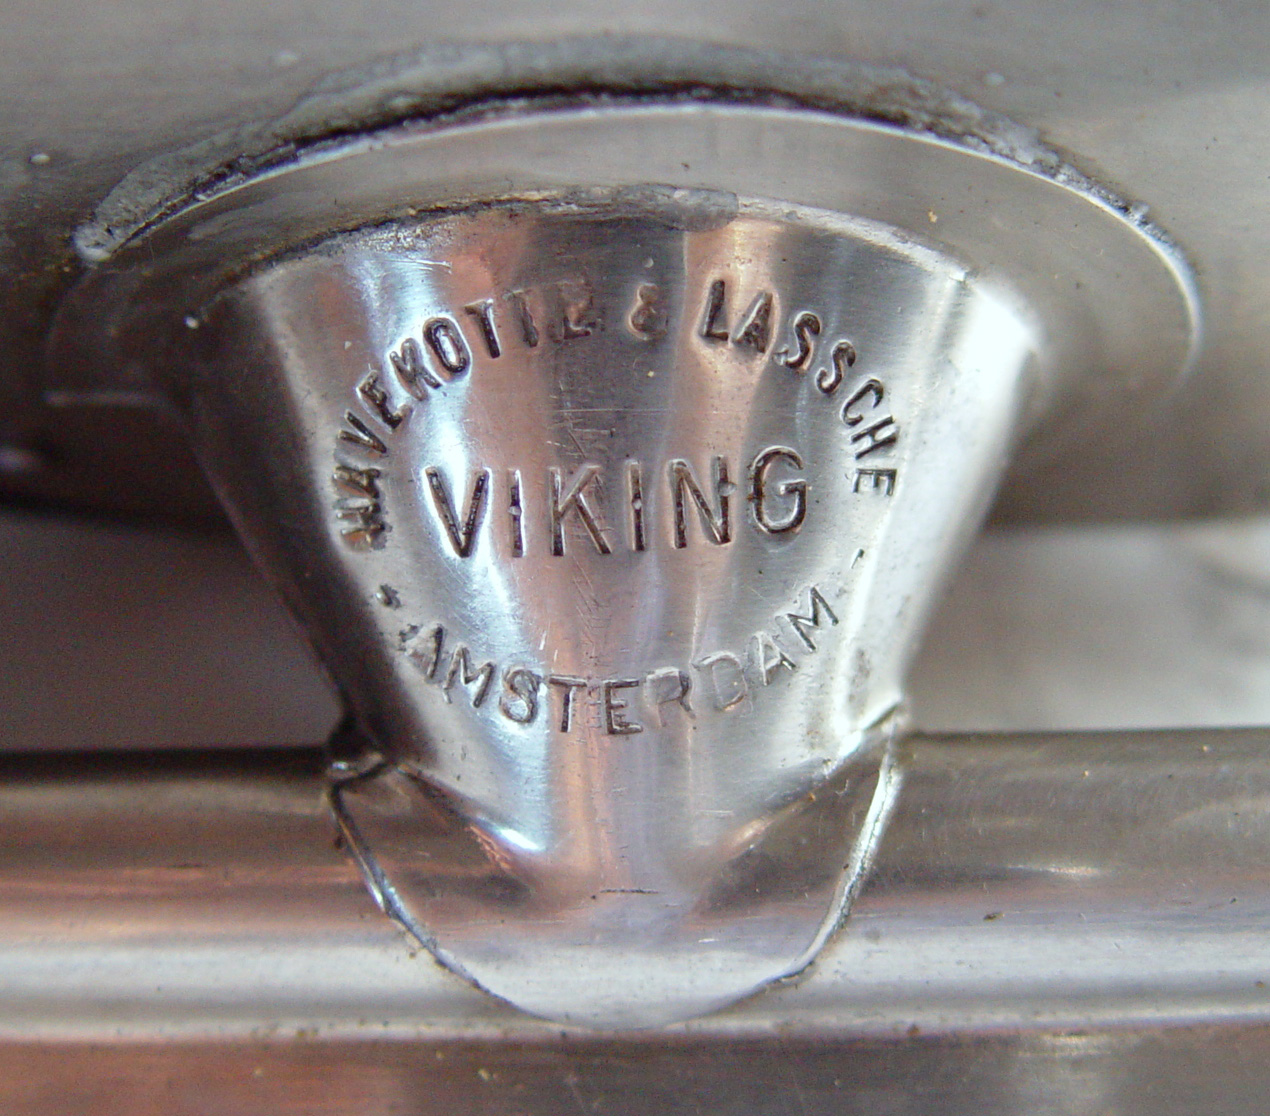 HAVEKOTTE & LASSCHE
VIKING
· AMSTERDAM ·